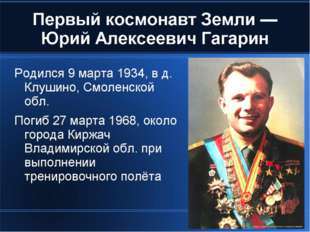 Первый космонавт Земли —
Юрий Алексеевич Гагарин
Родился 9 марта 1934, в д.
Клушино, Смоленской
обл.
Погиб 27 марта 1968, около
города Киржач
Владимирской обл. при
выполнении
тренировочного полёта